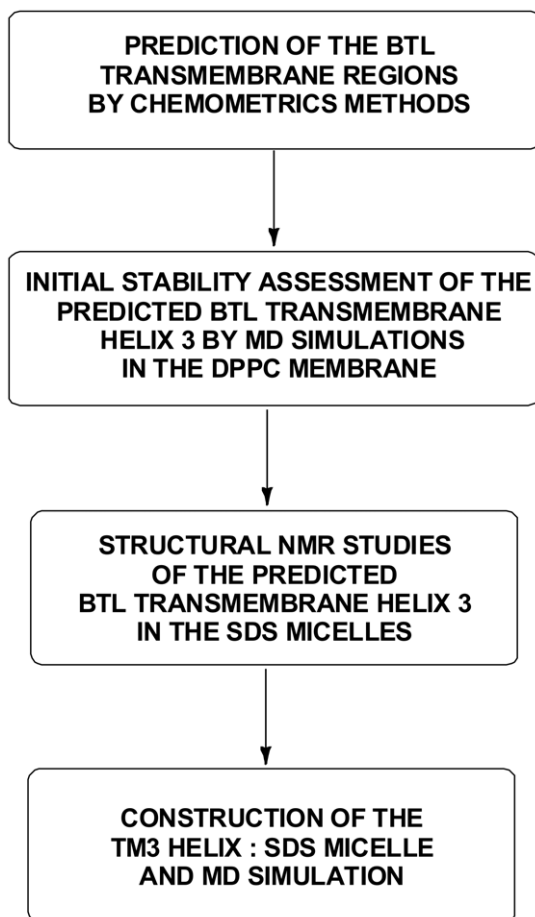 PREDICTION OF THE BTL
TRANSMEMBRANE REGIONS
BY CHEMOMETRICS METHODS
INITIAL STABILITY ASSESSMENT OF THE
PREDICTED BTL TRANSMEMBRANE
HELIX 3 BY MD SIMULATIONS
IN THE DPPC MEMBRANE
STRUCTURAL NMR STUDIES
OF THE PREDICTED
BTL TRANSMEMBRANE HELIX 3
IN THE SDS MICELLES
CONSTRUCTION OF THE
TM3 HELIX : SDS MICELLE
AND MD SIMULATION